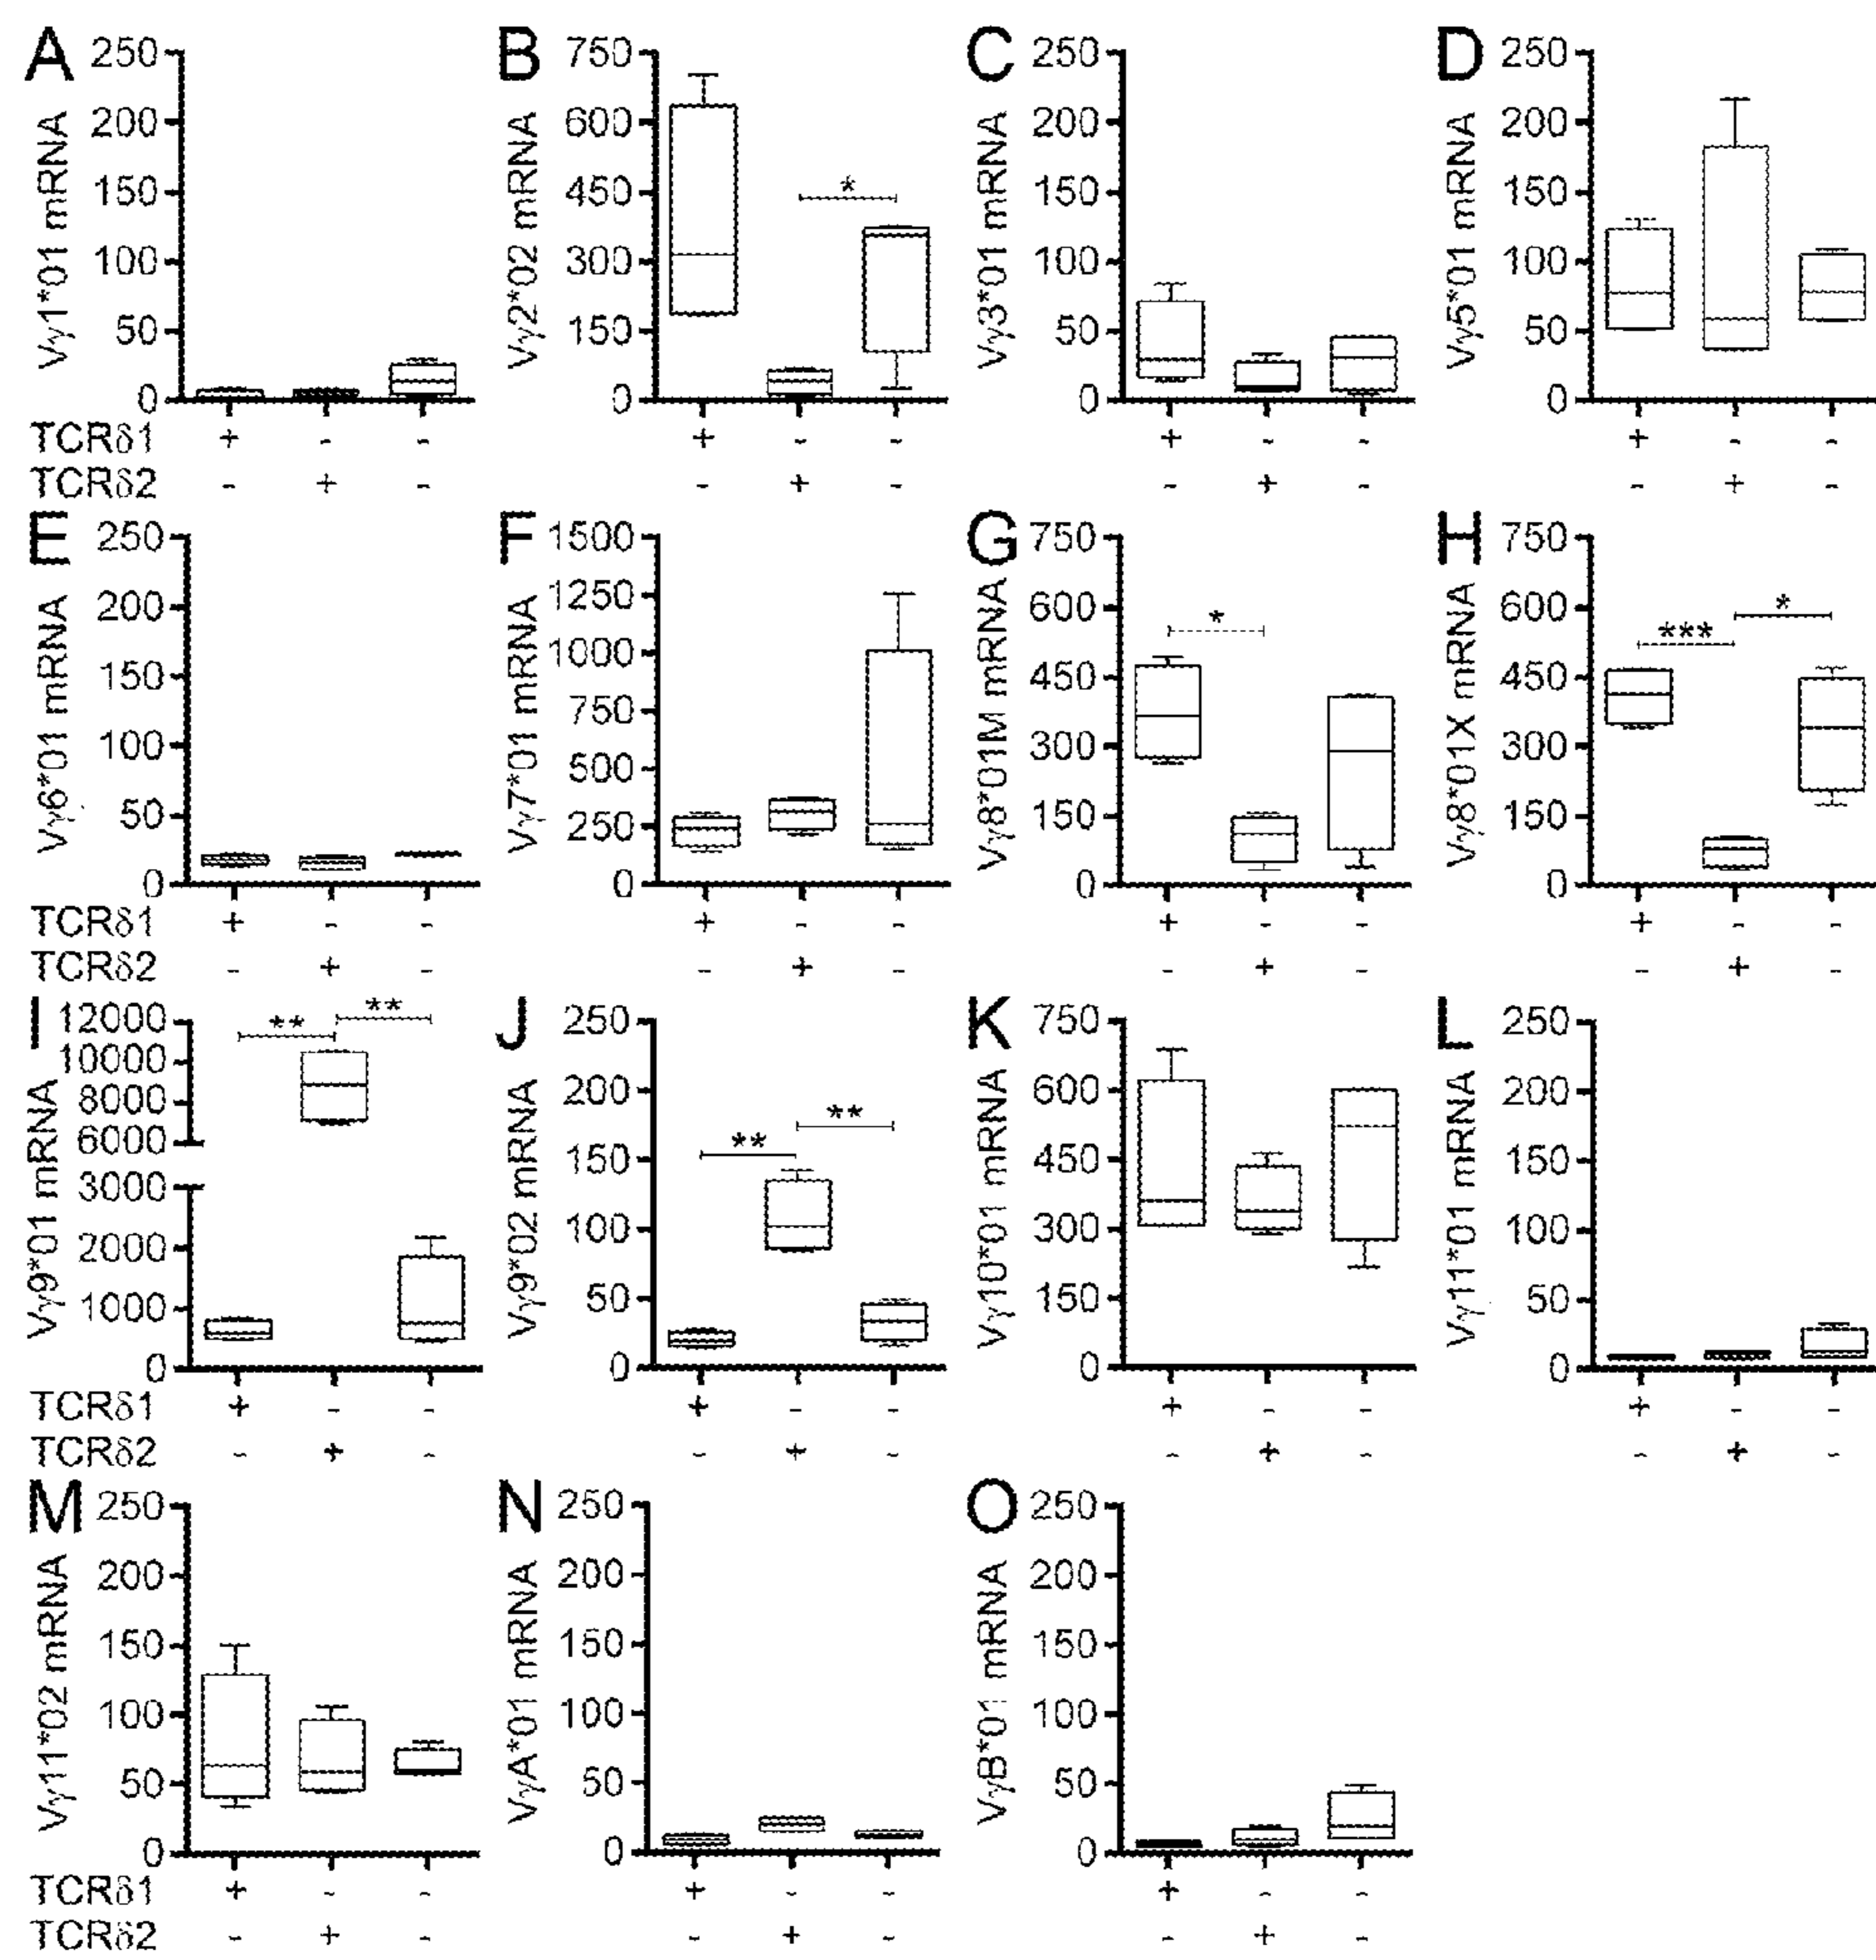 A 250 200 150 100 50 0 Vγ1*01 mRNA
B 750 600 450 300 150 0 Vγ2*02 mRNA *
C 250 200 150 100 50 0 Vγ3*01 mRNA
D 250 200 150 100 50 0 Vγ5*01 mRNA
TCRδ1 + - - + - - + - - + - -
TCRδ2 - + - - + - - + - - + -
E 250 200 150 100 50 0 Vγ6*01 mRNA
F 1500 1250 1000 750 500 250 0 Vγ7*01 mRNA
G 750 600 450 300 150 0 Vγ8*01M mRNA *
H 750 600 450 300 150 0 Vγ8*01X mRNA *** *
TCRδ1 + - - + - - + - - + - -
TCRδ2 - + - - + - - + - - + -
I 12000 10000 8000 6000 3000 2000 1000 0 Vγ9*01 mRNA ** **
J 250 200 150 100 50 0 Vγ9*02 mRNA ** **
K 750 600 450 300 150 0 Vγ10*01 mRNA
L 250 200 150 100 50 0 Vγ11*01 mRNA
TCRδ1 + - - + - - + - - + - -
TCRδ2 - + - - + - - + - - + -
M 250 200 150 100 50 0 Vγ11*02 mRNA
N 250 200 150 100 50 0 VγA*01 mRNA
O 250 200 150 100 50 0 VγB*01 mRNA
TCRδ1 + - - + - - + - -
TCRδ2 - + - - + - - + -